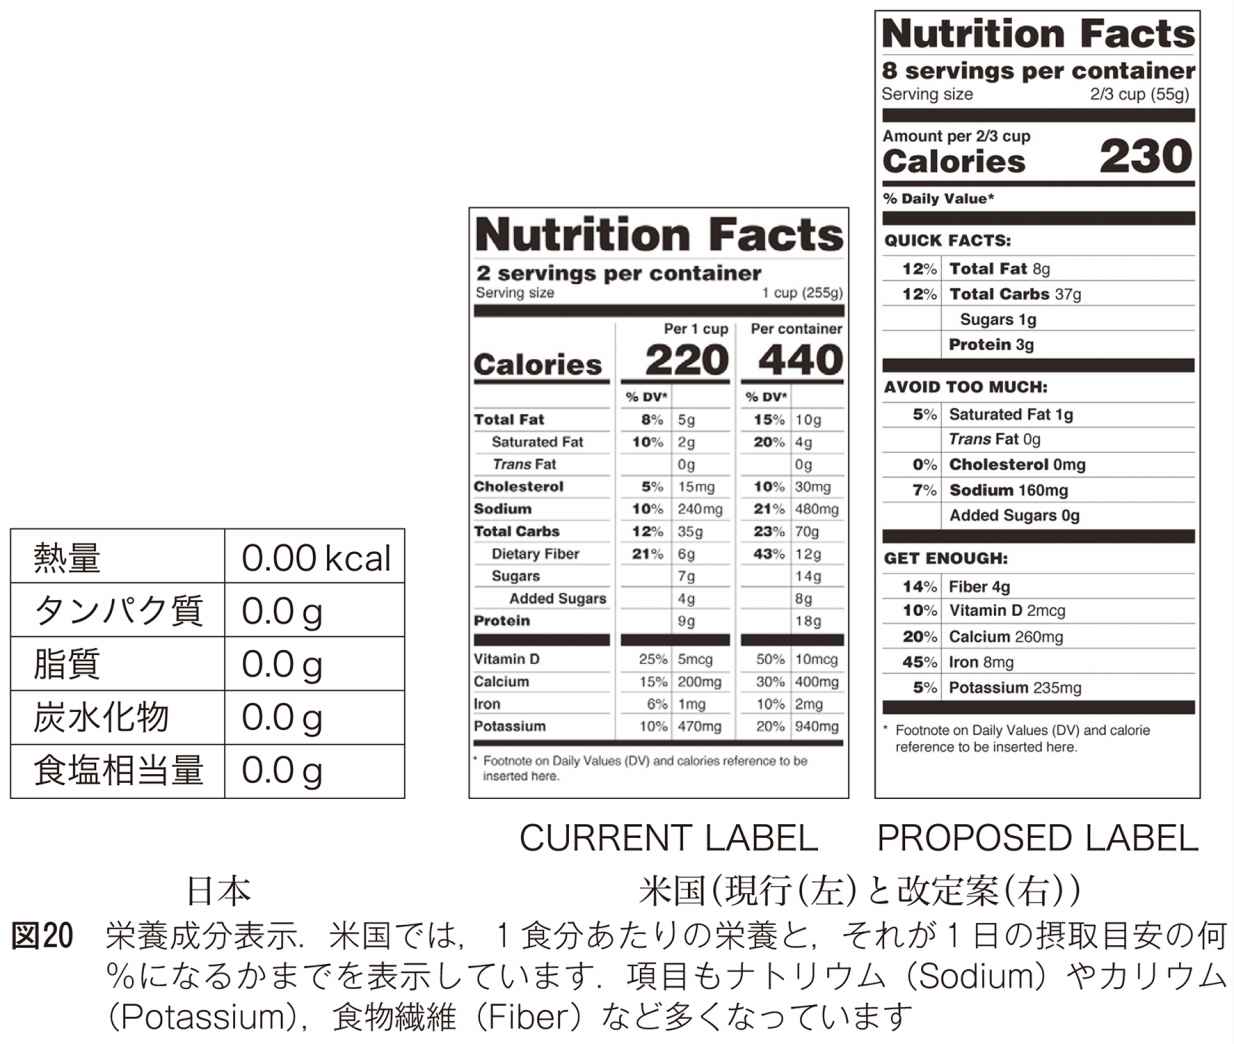 熱量 0.00 kcal
タンパク質 0.0 g
脂質 0.0 g
炭水化物 0.0 g
食塩相当量 0.0 g
日本
Nutrition Facts
2 servings per container
Serving size 1 cup (255g)
Per 1 cup Per container
Calories 220 440
% DV* % DV*
Total Fat 8% 5g 15% 10g
Saturated Fat 10% 2g 20% 4g
Trans Fat 0g 0g
Cholesterol 5% 15mg 10% 30mg
Sodium 10% 240mg 21% 480mg
Total Carbs 12% 35g 23% 70g
Dietary Fiber 21% 6g 43% 12g
Sugars 7g 14g
Added Sugars 4g 8g
Protein 9g 18g
Vitamin D 25% 5mcg 50% 10mcg
Calcium 15% 200mg 30% 400mg
Iron 6% 1mg 10% 2mg
Potassium 10% 470mg 20% 940mg
* Footnote on Daily Values (DV) and calories reference to be
inserted here.
CURRENT LABEL
Nutrition Facts
8 servings per container
Serving size 2/3 cup (55g)
Amount per 2/3 cup
Calories 230
% Daily Value*
QUICK FACTS:
12% Total Fat 8g
12% Total Carbs 37g
Sugars 1g
Protein 3g
AVOID TOO MUCH:
5% Saturated Fat 1g
Trans Fat 0g
0% Cholesterol 0mg
7% Sodium 160mg
Added Sugars 0g
GET ENOUGH:
14% Fiber 4g
10% Vitamin D 2mcg
20% Calcium 260mg
45% Iron 8mg
5% Potassium 235mg
* Footnote on Daily Values (DV) and calorie
reference to be inserted here.
PROPOSED LABEL
米国(現行(左)と改定案(右))
図20 栄養成分表示．米国では，1食分あたりの栄養と，それが1日の摂取目安の何
%になるかまでを表示しています．項目もナトリウム（Sodium）やカリウム
（Potassium），食物繊維（Fiber）など多くなっています